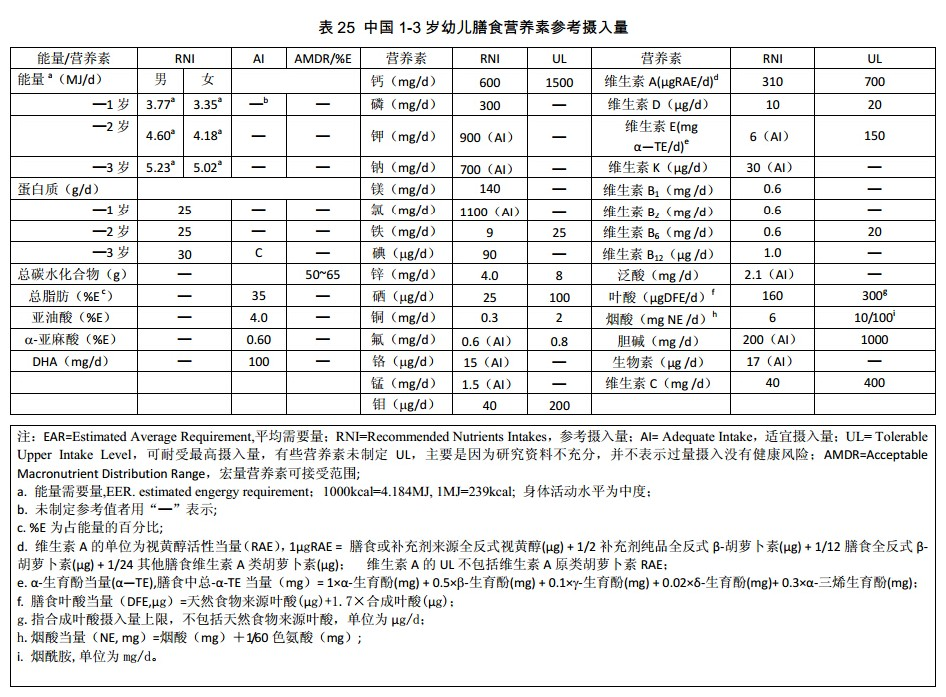 表 25 中国 1-3 岁幼儿膳食营养素参考摄入量
能量/营养素 RNI AI AMDR/%E 营养素 RNI UL 营养素 RNI UL
能量ᵃ（MJ/d） 男 女 钙（mg/d） 600 1500 维生素 A(μgRAE/d)ᵈ 310 700
—1 岁 3.77ᵃ 3.35ᵃ —ᵇ — 磷（mg/d） 300 — 维生素 D（μg/d） 10 20
—2 岁 4.60ᵃ 4.18ᵃ — — 钾（mg/d） 900（AI） — 维生素 E(mg
α—TE/d)ᵉ 6（AI） 150
—3 岁 5.23ᵃ 5.02ᵃ — — 钠（mg/d） 700（AI） — 维生素 K（μg/d） 30（AI） —
蛋白质（g/d） 镁（mg/d） 140 — 维生素 B₁（mg /d） 0.6 —
—1 岁 25 — — 氯（mg/d） 1100（AI） — 维生素 B₂（mg /d） 0.6 —
—2 岁 25 — — 铁（mg/d） 9 25 维生素 B₆（mg /d） 0.6 20
—3 岁 30 C — 碘（μg/d） 90 — 维生素 B₁₂（μg /d） 1.0 —
总碳水化合物（g） — 50~65 锌（mg/d） 4.0 8 泛酸（mg /d） 2.1（AI） —
总脂肪（%Eᶜ） — 35 — 硒（μg/d） 25 100 叶酸（μgDFE/d）ᶠ 160 300ᵍ
亚油酸（%E） — 4.0 — 铜（mg/d） 0.3 2 烟酸（mg NE /d）ʰ 6 10/100ⁱ
α-亚麻酸（%E） — 0.60 — 氟（mg/d） 0.6（AI） 0.8 胆碱（mg /d） 200（AI） 1000
DHA（mg/d） — 100 — 铬（μg/d） 15（AI） — 生物素（μg /d） 17（AI） —
锰（mg/d） 1.5（AI） — 维生素 C（mg /d） 40 400
钼（μg/d） 40 200
注：EAR=Estimated Average Requirement,平均需要量；RNI=Recommended Nutrients Intakes，参考摄入量；AI= Adequate Intake，适宜摄入量；UL= Tolerable
Upper Intake Level，可耐受最高摄入量，有些营养素未制定 UL，主要是因为研究资料不充分，并不表示过量摄入没有健康风险；AMDR=Acceptable
Macronutrient Distribution Range，宏量营养素可接受范围;
a. 能量需要量,EER. estimated engergy requirement；1000kcal=4.184MJ, 1MJ=239kcal; 身体活动水平为中度；
b. 未制定参考值者用“—”表示;
c. %E 为占能量的百分比;
d. 维生素 A 的单位为视黄醇活性当量（RAE），1μgRAE = 膳食或补充剂来源全反式视黄醇(μg) + 1/2 补充剂纯品全反式 β-胡萝卜素(μg) + 1/12 膳食全反式 β-
胡萝卜素(μg) + 1/24 其他膳食维生素 A 类胡萝卜素(μg)； 维生素 A 的 UL 不包括维生素 A 原类胡萝卜素 RAE；
e. α-生育酚当量(α—TE),膳食中总-α-TE 当量（mg）= 1×α-生育酚(mg) + 0.5×β-生育酚(mg) + 0.1×γ-生育酚(mg) + 0.02×δ-生育酚(mg)+ 0.3×α-三烯生育酚(mg)；
f. 膳食叶酸当量（DFE,μg）=天然食物来源叶酸(μg)+1.7×合成叶酸(μg)；
g. 指合成叶酸摄入量上限，不包括天然食物来源叶酸，单位为 μg/d；
h. 烟酸当量（NE, mg）=烟酸（mg）＋1/60 色氨酸（mg）;
i. 烟酰胺,单位为 mg/d。